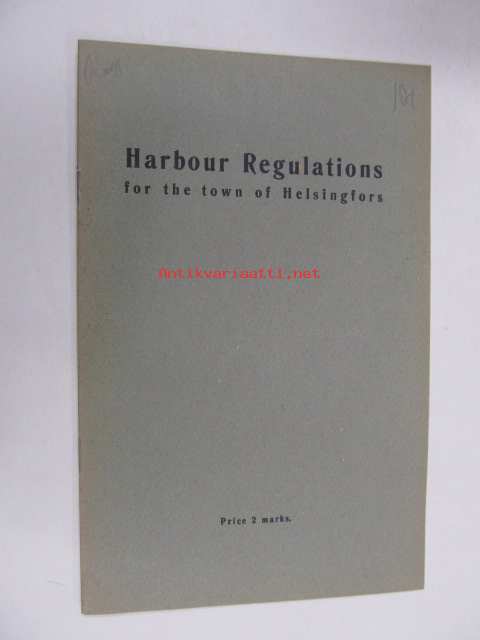 Harbour Regulations
for the town of Helsingfors
Antikvariaatti.net
Price 2 marks.